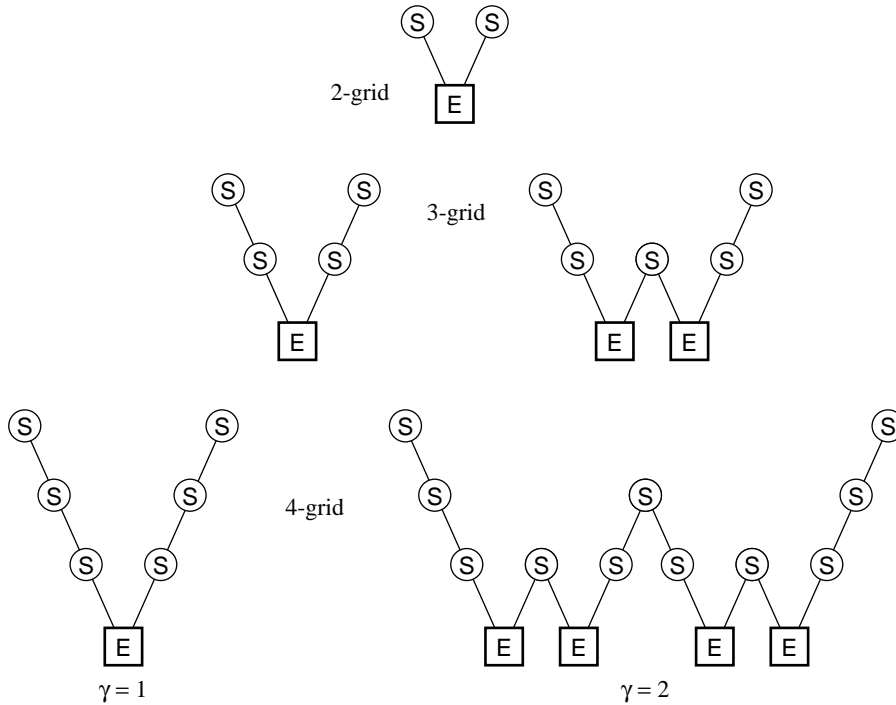 S S
2-grid
E
S S S S
3-grid
S S S S S
E E E
S S S S
4-grid
S S S S S
S S S S S S S S
E E E E E
γ = 1 γ = 2